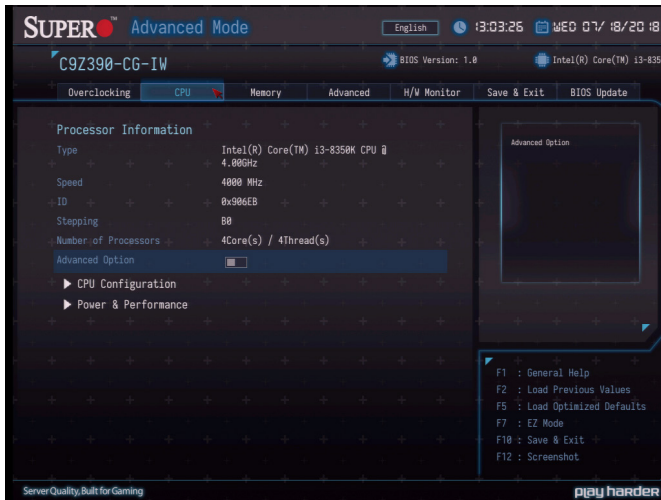 SUPER™ Advanced Mode English 13:03:26 WED 07/18/2018
C9Z390-CG-IW BIOS Version: 1.0 Intel(R) Core(TM) i3-835
Overclocking CPU Memory Advanced H/W Monitor Save & Exit BIOS Update
Processor Information
Type Intel(R) Core(TM) i3-8350K CPU @
4.00GHz
Speed 4000 MHz
ID 0x906EB
Stepping B0
Number of Processors 4Core(s) / 4Thread(s)
Advanced Option
▶ CPU Configuration
▶ Power & Performance
Advanced Option
F1 : General Help
F2 : Load Previous Values
F5 : Load Optimized Defaults
F7 : EZ Mode
F10 : Save & Exit
F12 : Screenshot
Server Quality, Built for Gaming play harder